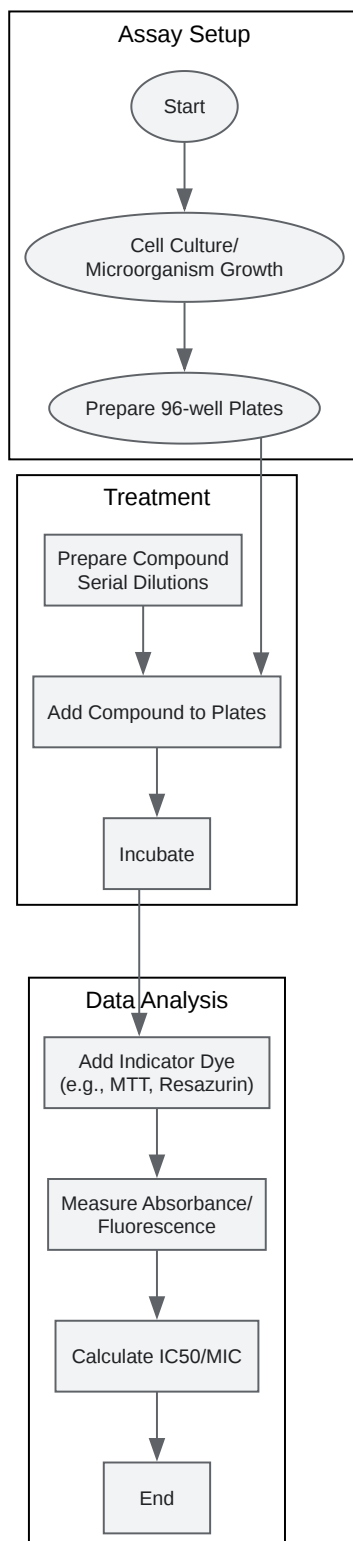 Assay Setup
Start
Cell Culture/
Microorganism Growth
Prepare 96-well Plates
Treatment
Prepare Compound
Serial Dilutions
Add Compound to Plates
Incubate
Data Analysis
Add Indicator Dye
(e.g., MTT, Resazurin)
Measure Absorbance/
Fluorescence
Calculate IC50/MIC
End